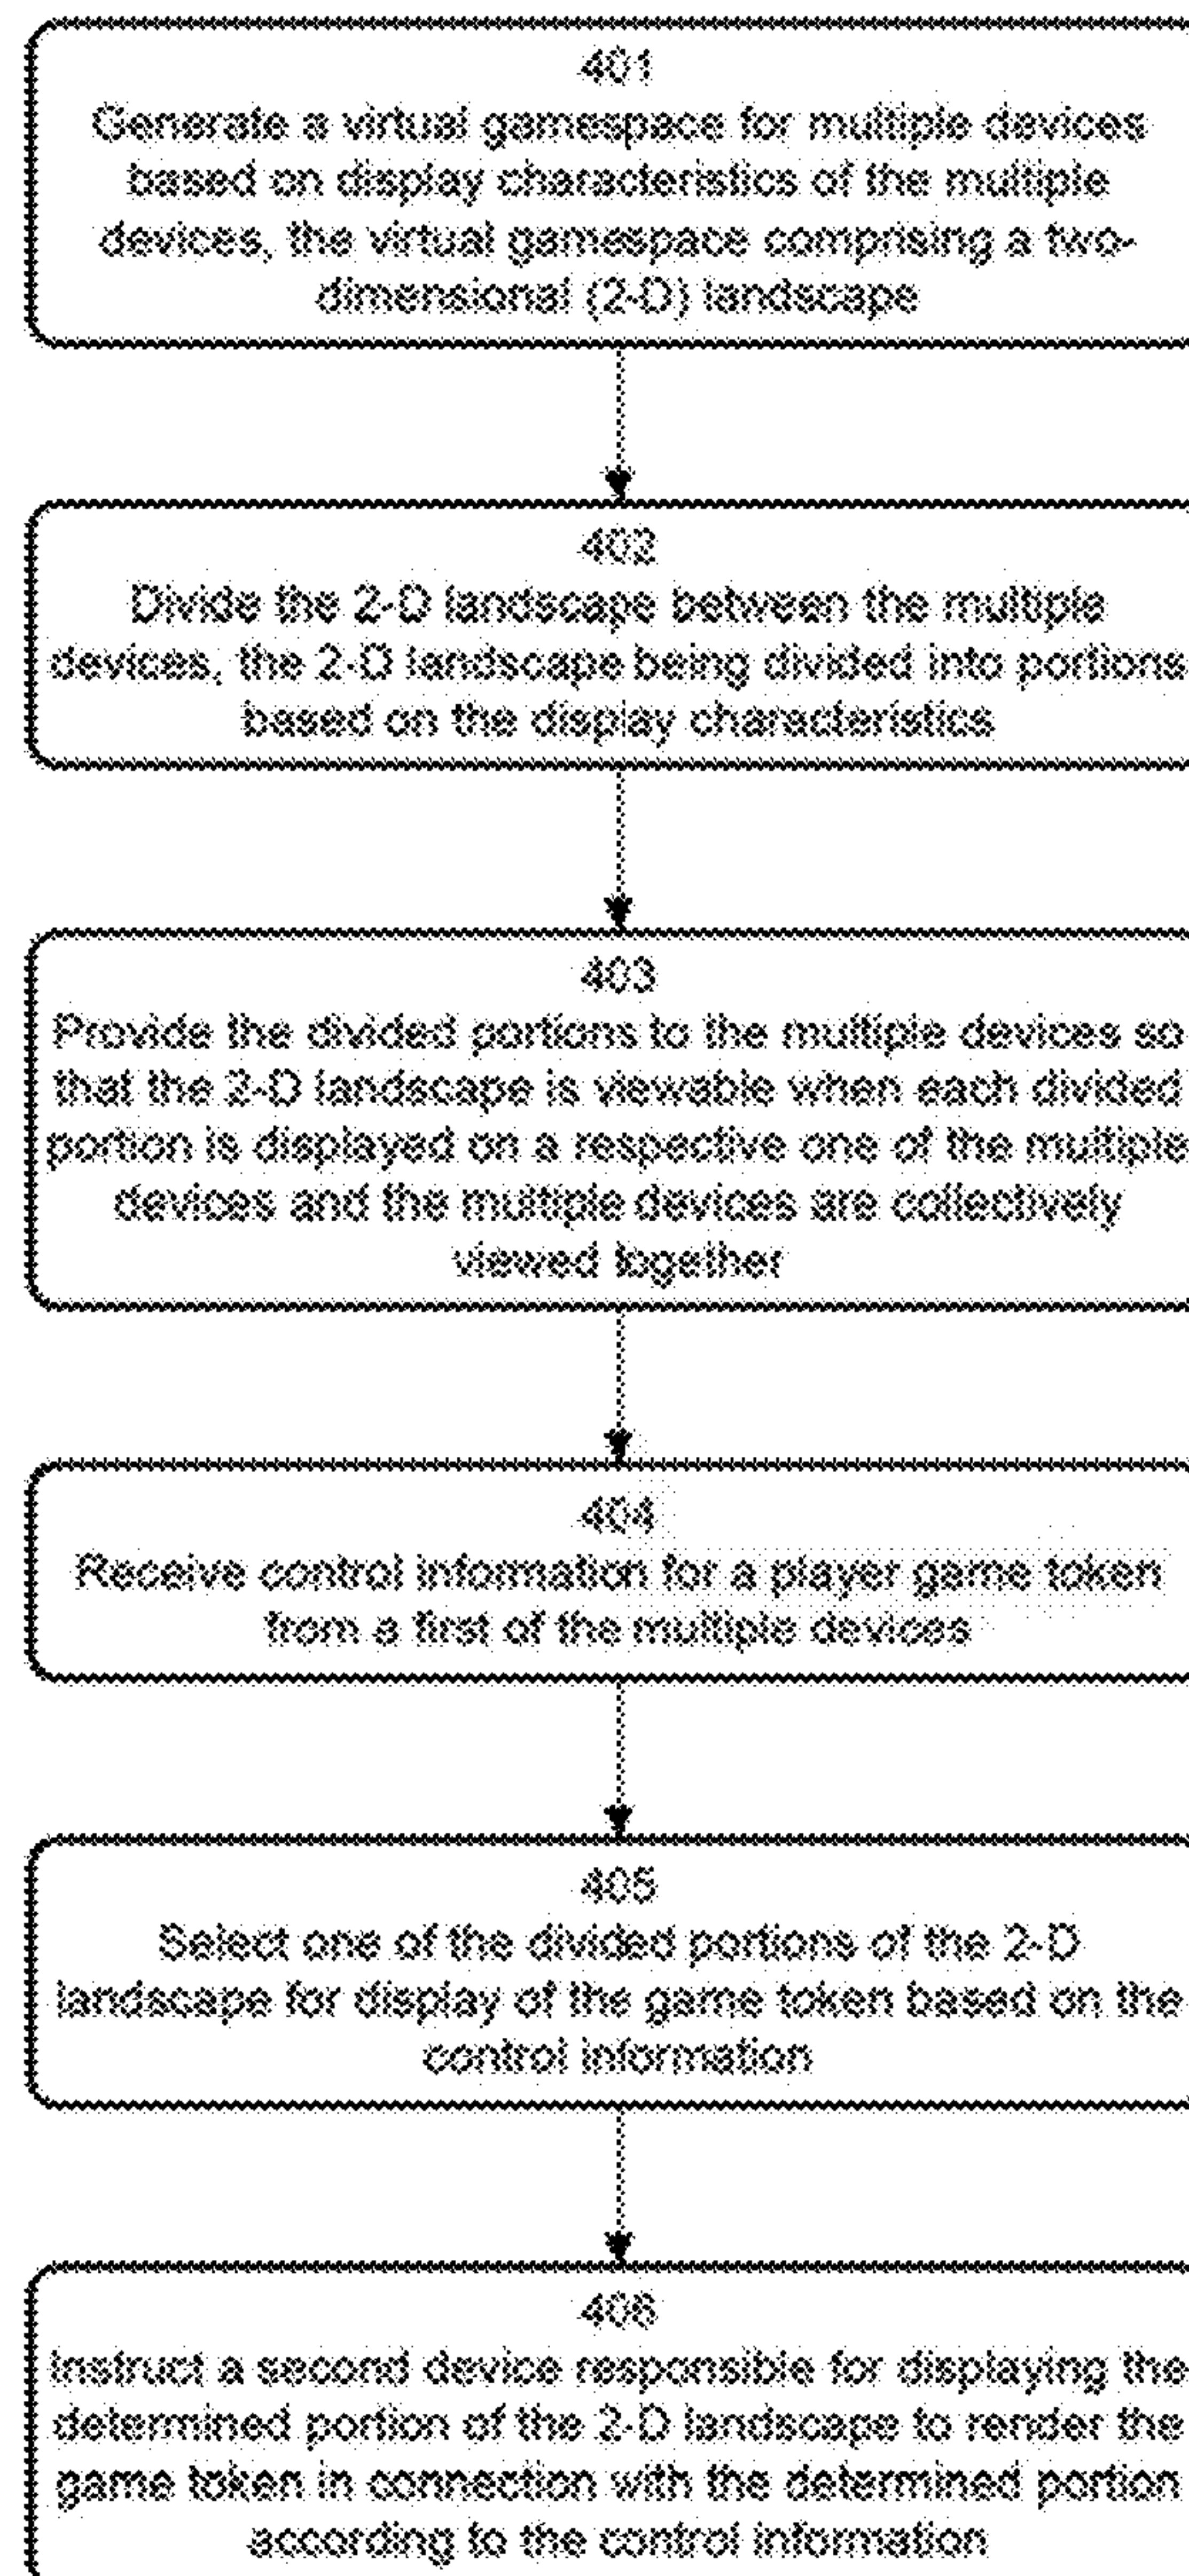 401
Generate a virtual gamespace for multiple devices
based on display characteristics of the multiple
devices, the virtual gamespace comprising a two-
dimensional (2-D) landscape
402
Divide the 2-D landscape between the multiple
devices, the 2-D landscape being divided into portions
based on the display characteristics
403
Provide the divided portions to the multiple devices so
that the 2-D landscape is viewable when each divided
portion is displayed on a respective one of the multiple
devices and the multiple devices are collectively
viewed together
404
Receive control information for a player game token
from a first of the multiple devices
405
Select one of the divided portions of the 2-D
landscape for display of the game token based on the
control information
406
Instruct a second device responsible for displaying the
determined portion of the 2-D landscape to render the
game token in connection with the determined portion
according to the control information